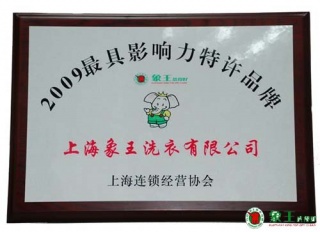 2009最具影响力特许品牌
象王
上海象王洗衣有限公司
上海连锁经营协会
象王